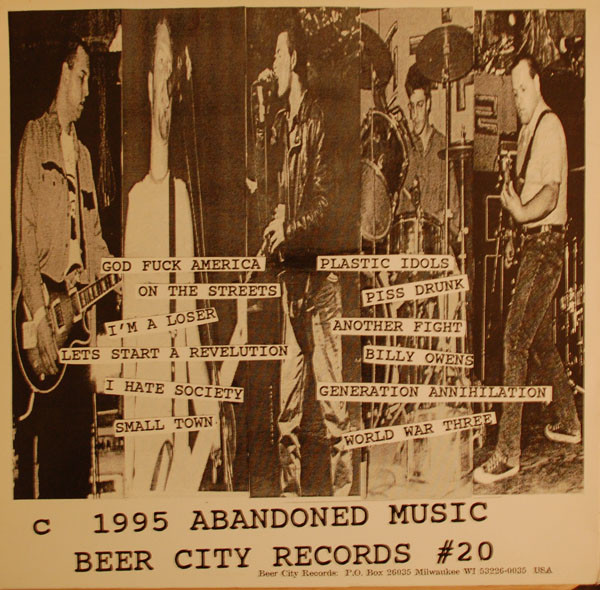 GOD FUCK AMERICA
ON THE STREETS
I'M A LOSER
LETS START A REVELUTION
I HATE SOCIETY
SMALL TOWN
PLASTIC IDOLS
PISS DRUNK
ANOTHER FIGHT
BILLY OWENS
GENERATION ANNIHILATION
WORLD WAR THREE
c 1995 ABANDONED MUSIC
BEER CITY RECORDS #20
Beer City Records: P.O. Box 26035 Milwaukee WI 53226-0035 USA